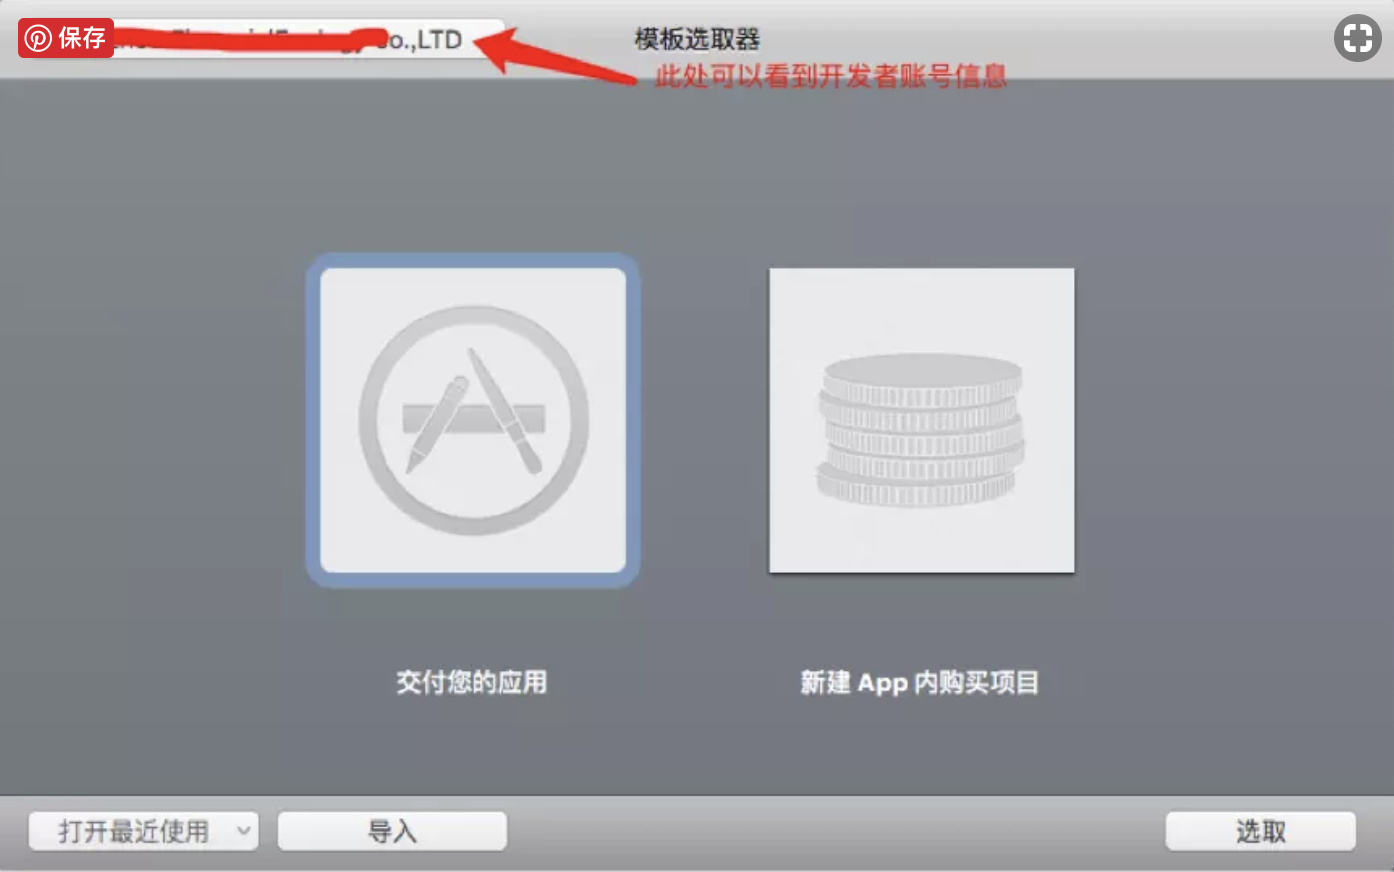 保存
Co.,LTD
模板选取器
此处可以看到开发者账号信息
交付您的应用
新建 App 内购买项目
打开最近使用
导入
选取